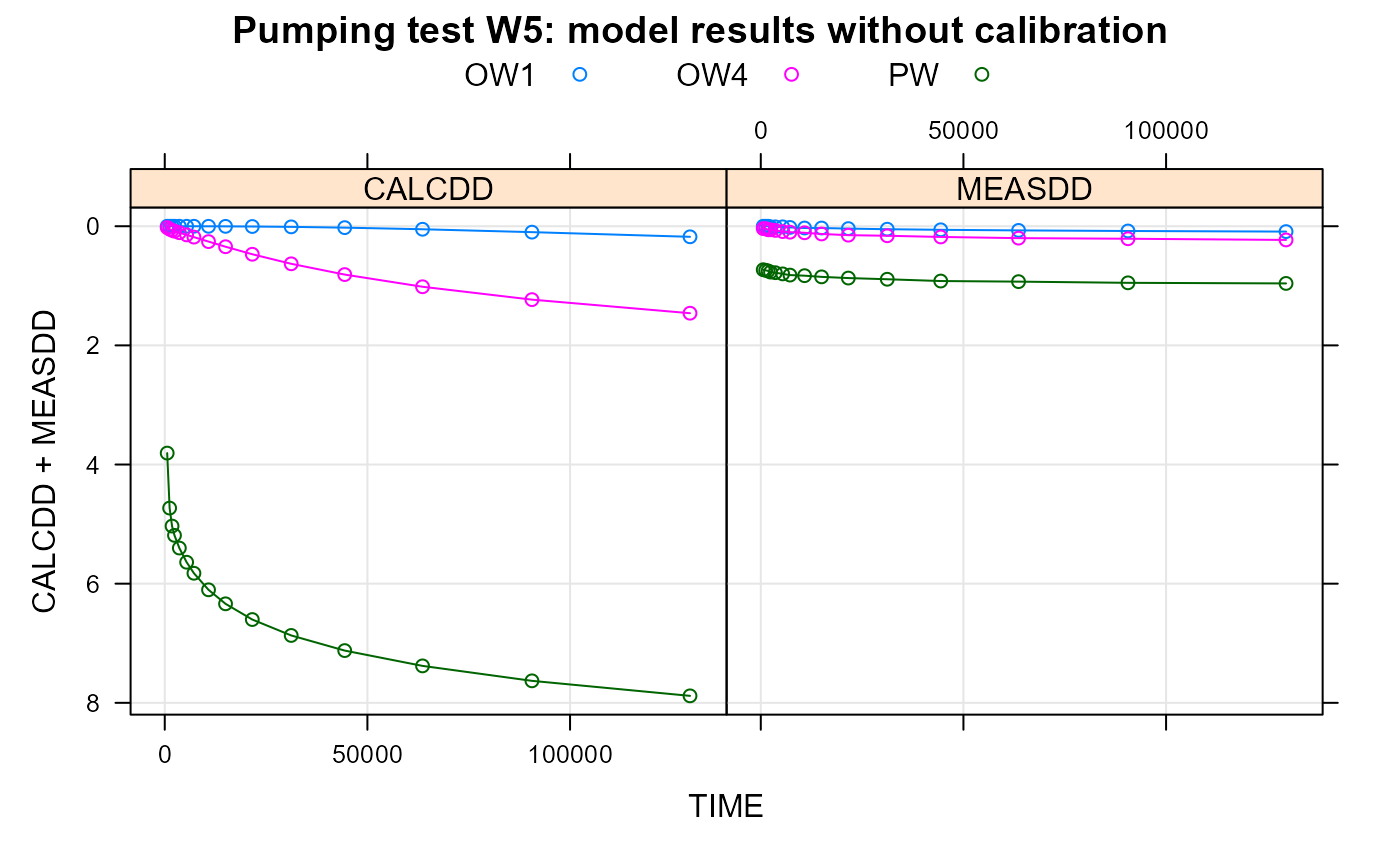 Pumping test W5: model results without calibration
OW1 OW4 PW
0 50000 100000
CALCDD MEASDD
0
2
4
6
8
CALCDD + MEASDD
0 50000 100000
TIME